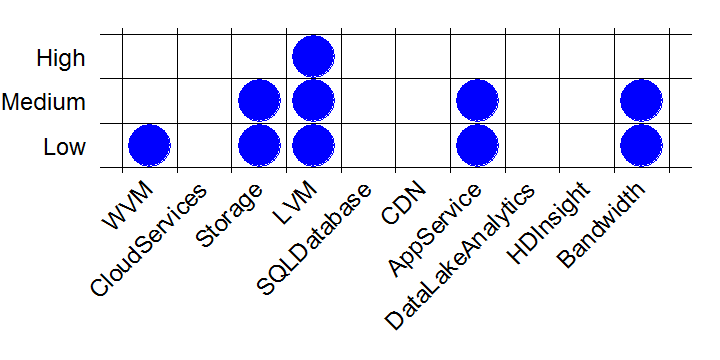 High
Medium
Low
WVM
CloudServices
Storage
LVM
SQLDatabase
CDN
AppService
DataLakeAnalytics
HDInsight
Bandwidth